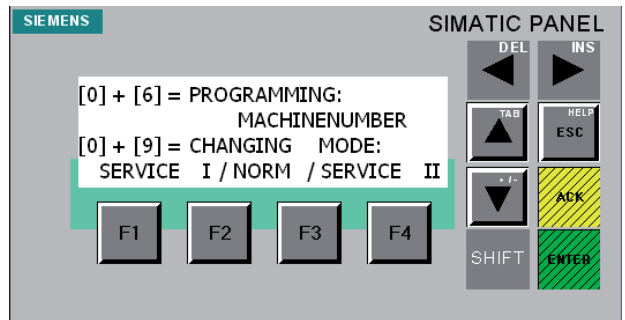 SIEMENS
SIMATIC PANEL
DEL
INS
[0] + [6] = PROGRAMMING:
MACHINENUMBER
[0] + [9] = CHANGING MODE:
SERVICE I / NORM / SERVICE II
TAB
HELP
ESC
+/-
ACK
F1 F2 F3 F4
SHIFT
ENTER